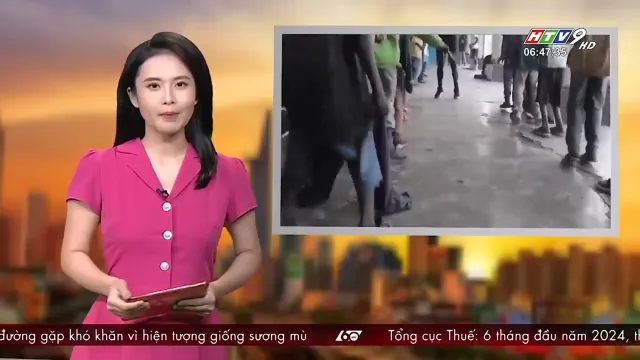 HTV9 HD
06:47:35
đường gặp khó khăn vì hiện tượng giống sương mù
60 Tổng cục Thuế: 6 tháng đầu năm 2024, t